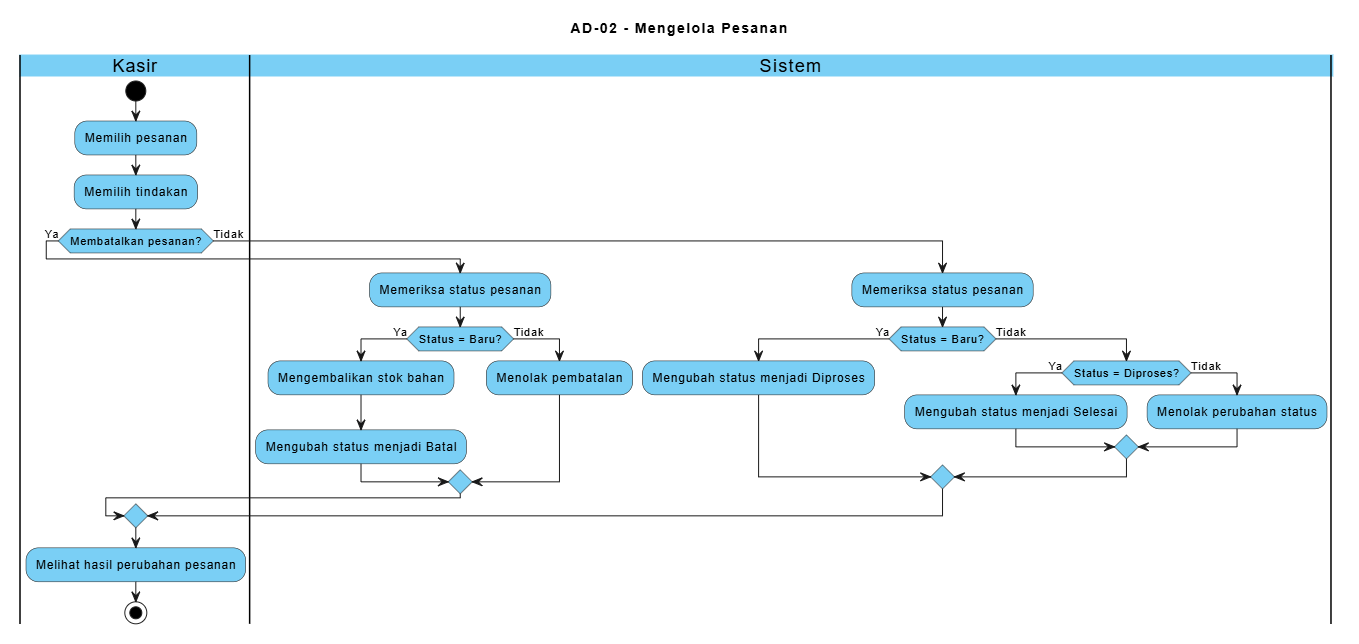 AD-02 - Mengelola Pesanan
Kasir
Sistem
Memilih pesanan
Memilih tindakan
Ya
Membatalkan pesanan?
Tidak
Memeriksa status pesanan
Memeriksa status pesanan
Ya
Status = Baru?
Tidak
Ya
Status = Baru?
Tidak
Mengembalikan stok bahan
Menolak pembatalan
Mengubah status menjadi Diproses
Ya
Status = Diproses?
Tidak
Mengubah status menjadi Selesai
Menolak perubahan status
Mengubah status menjadi Batal
Melihat hasil perubahan pesanan